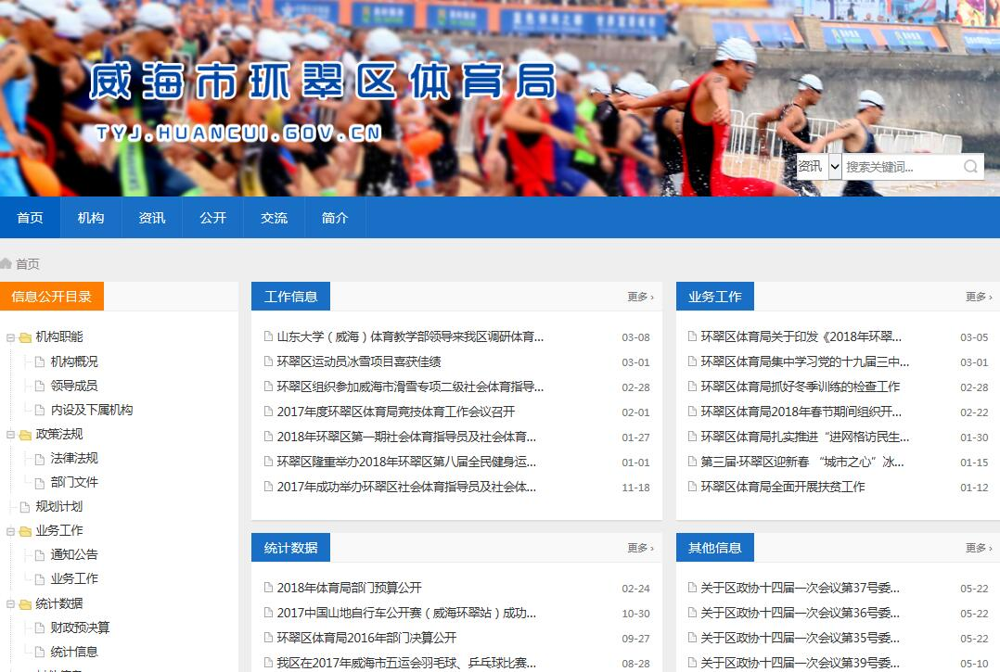 威海市环翠区体育局
TYJ.HUANCUI.GOV.CN
资讯 搜索关键词...
首页 机构 资讯 公开 交流 简介
首页
信息公开目录
机构职能
机构概况
领导成员
内设及下属机构
政策法规
法律法规
部门文件
规划计划
业务工作
通知公告
业务工作
统计数据
财政预决算
统计信息
工作信息 更多 ›
山东大学（威海）体育教学部领导来我区调研体育... 03-08
环翠区运动员冰雪项目喜获佳绩 03-01
环翠区组织参加威海市滑雪专项二级社会体育指导... 02-28
2017年度环翠区体育局竞技体育工作会议召开 02-01
2018年环翠区第一期社会体育指导员及社会体育... 01-27
环翠区隆重举办2018年环翠区第八届全民健身运... 01-01
2017年成功举办环翠区社会体育指导员及社会体... 11-18
业务工作 更多 ›
环翠区体育局关于印发《2018年环翠... 03-05
环翠区体育局集中学习党的十九届三中... 03-01
环翠区体育局抓好冬季训练的检查工作 02-28
环翠区体育局2018年春节期间组织开... 02-22
环翠区体育局扎实推进“进网格访民生... 01-30
第三届·环翠区迎新春 “城市之心”冰... 01-15
环翠区体育局全面开展扶贫工作 01-12
统计数据 更多 ›
2018年体育局部门预算公开 02-24
2017中国山地自行车公开赛（威海环翠站）成功... 10-30
环翠区体育局2016年部门决算公开 09-27
我区在2017年威海市五运会羽毛球、乒乓球比赛... 08-28
其他信息 更多 ›
关于区政协十四届一次会议第37号威... 05-22
关于区政协十四届一次会议第36号威... 05-22
关于区政协十四届一次会议第35号威... 05-22
关于区政协十四届一次会议第39号威... 05-10